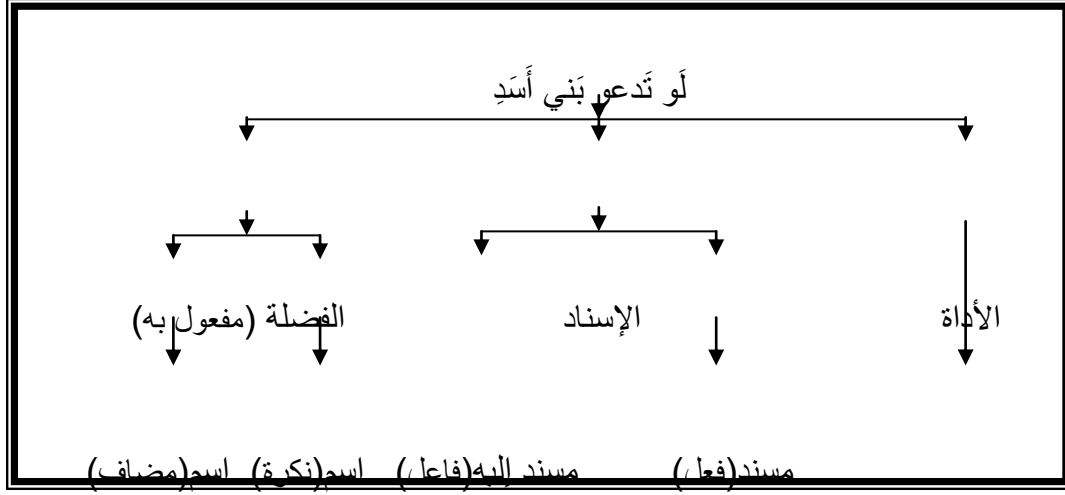 لَو تَدعو بَني أَسَدِ
الأداة الإسناد الفضلة (مفعول به)
مسند(فعل) مسند إليه(فاعل) اسم(نكرة) اسم(مضاف)